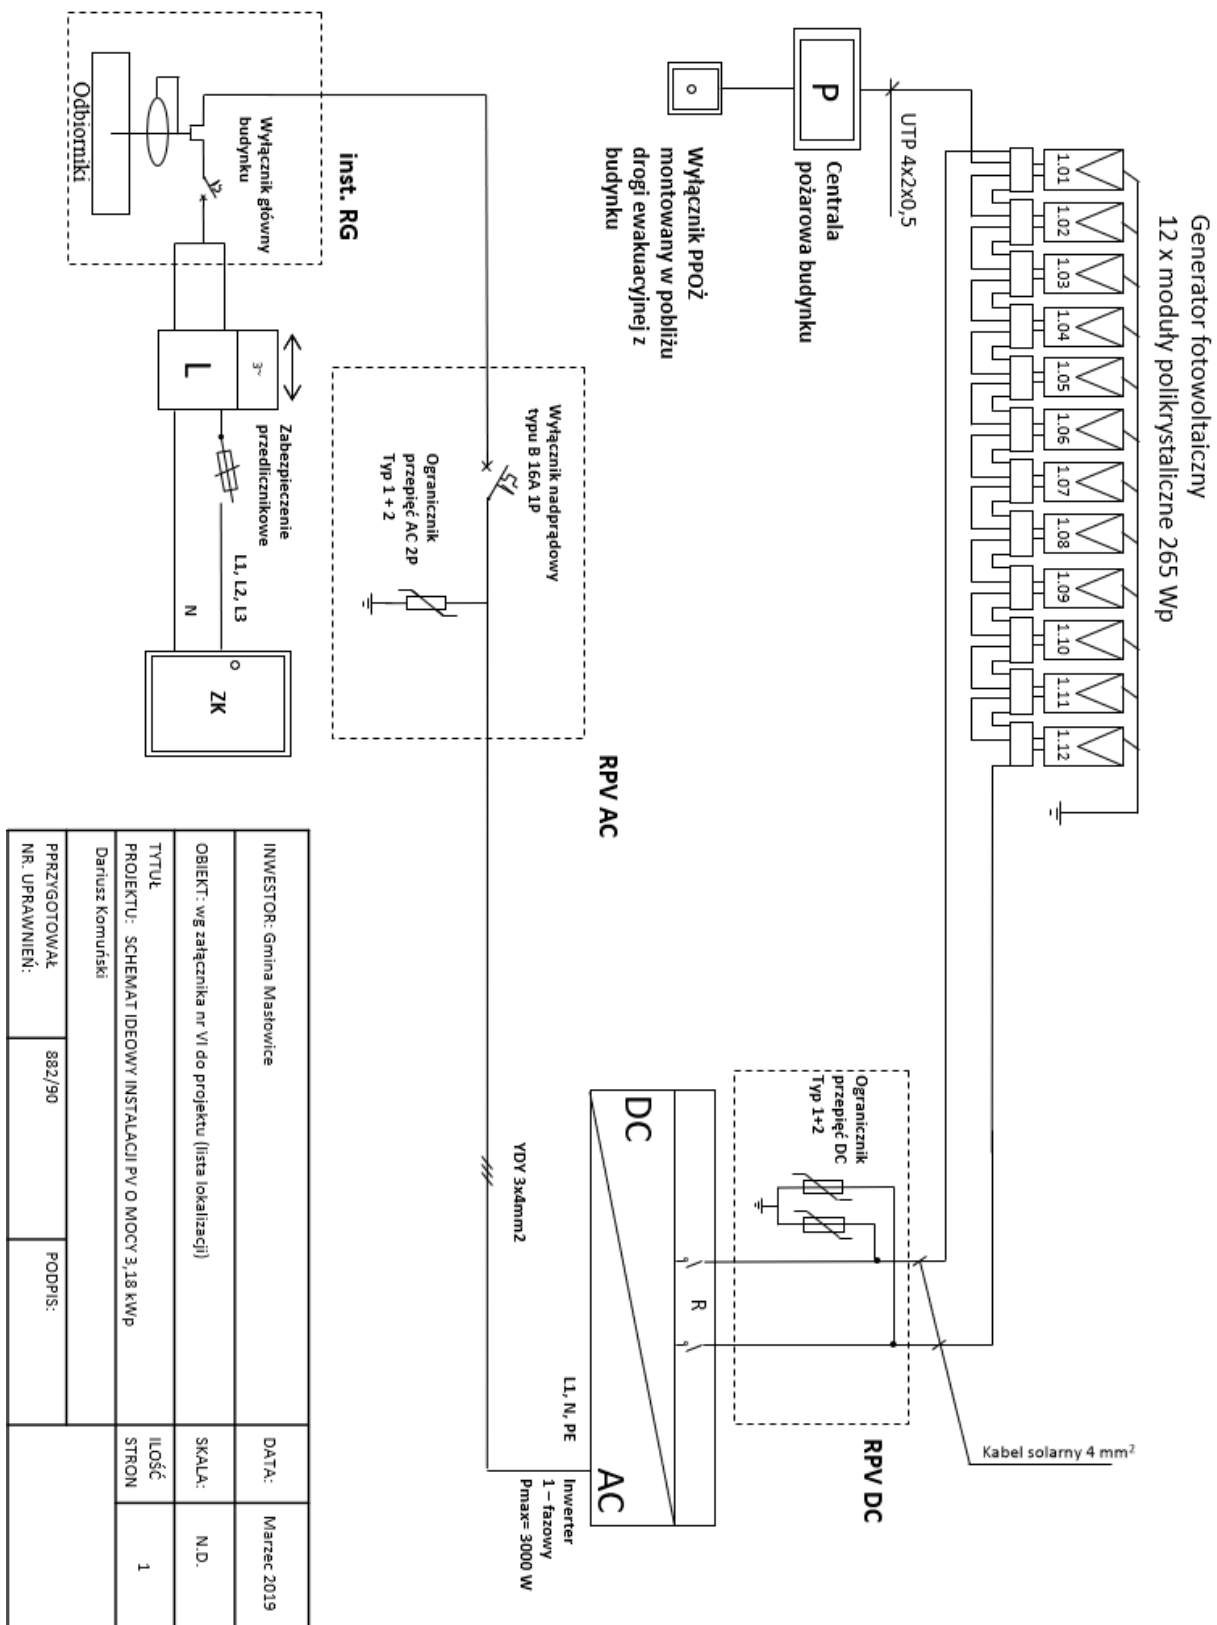 Generator fotowoltaiczny
12 x moduły polikrystaliczne 265 Wp
1.01
1.02
1.03
1.04
1.05
1.06
1.07
1.08
1.09
1.10
1.11
1.12
UTP 4x2x0,5
P
Centrala
pożarowa budynku
Wyłącznik PPOŻ
montowany w pobliżu
drogi ewakuacyjnej z
budynku
Kabel solarny 4 mm²
RPV DC
Ogranicznik
przepięć DC
Typ 1+2
R
DC
AC
L1, N, PE
Inwerter
1 – fazowy
Pmax= 3000 W
YDY 3x4mm2
RPV AC
Wyłącznik nadprądowy
typu B 16A 1P
Ogranicznik
przepięć AC 2P
Typ 1 + 2
inst. RG
Wyłącznik główny
budynku
Odbiorniki
3~
L
Zabezpieczenie
przedlicznikowe
L1, L2, L3
N
ZK
INWESTOR: Gmina Masłowice
DATA:
Marzec 2019
OBIEKT: wg załącznika nr VI do projektu (lista lokalizacji)
SKALA:
N.D.
TYTUŁ
PROJEKTU: SCHEMAT IDEOWY INSTALACJI PV O MOCY 3,18 kWp
ILOŚĆ
STRON
1
Dariusz Komuński
PPRZYGOTOWAŁ
NR. UPRAWNIEŃ:
882/90
PODPIS: